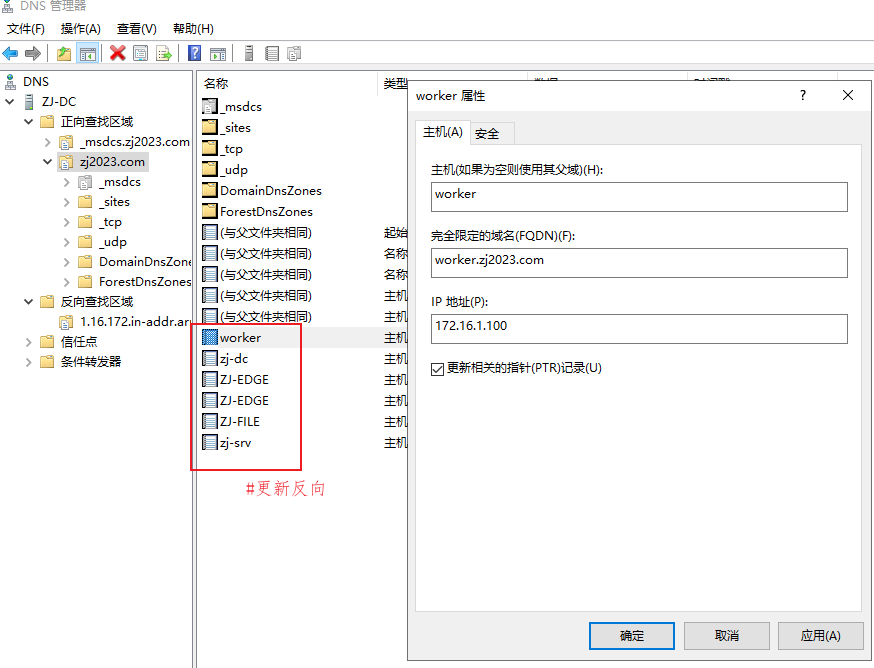 DNS 管理器
文件(F) 操作(A) 查看(V) 帮助(H)
DNS
ZJ-DC
正向查找区域
_msdcs.zj2023.com
zj2023.com
_msdcs
_sites
_tcp
_udp
DomainDnsZone
ForestDnsZones
反向查找区域
1.16.172.in-addr.ar
信任点
条件转发器
名称 类型
_msdcs
_sites
_tcp
_udp
DomainDnsZones
ForestDnsZones
(与父文件夹相同) 起始
(与父文件夹相同) 名称
(与父文件夹相同) 名称
(与父文件夹相同) 主机
(与父文件夹相同) 主机
worker 主机
zj-dc 主机
ZJ-EDGE 主机
ZJ-EDGE 主机
ZJ-FILE 主机
zj-srv 主机
#更新反向
worker 属性
主机(A) 安全
主机(如果为空则使用其父域)(H):
worker
完全限定的域名(FQDN)(F):
worker.zj2023.com
IP 地址(P):
172.16.1.100
更新相关的指针(PTR)记录(U)
确定 取消 应用(A)